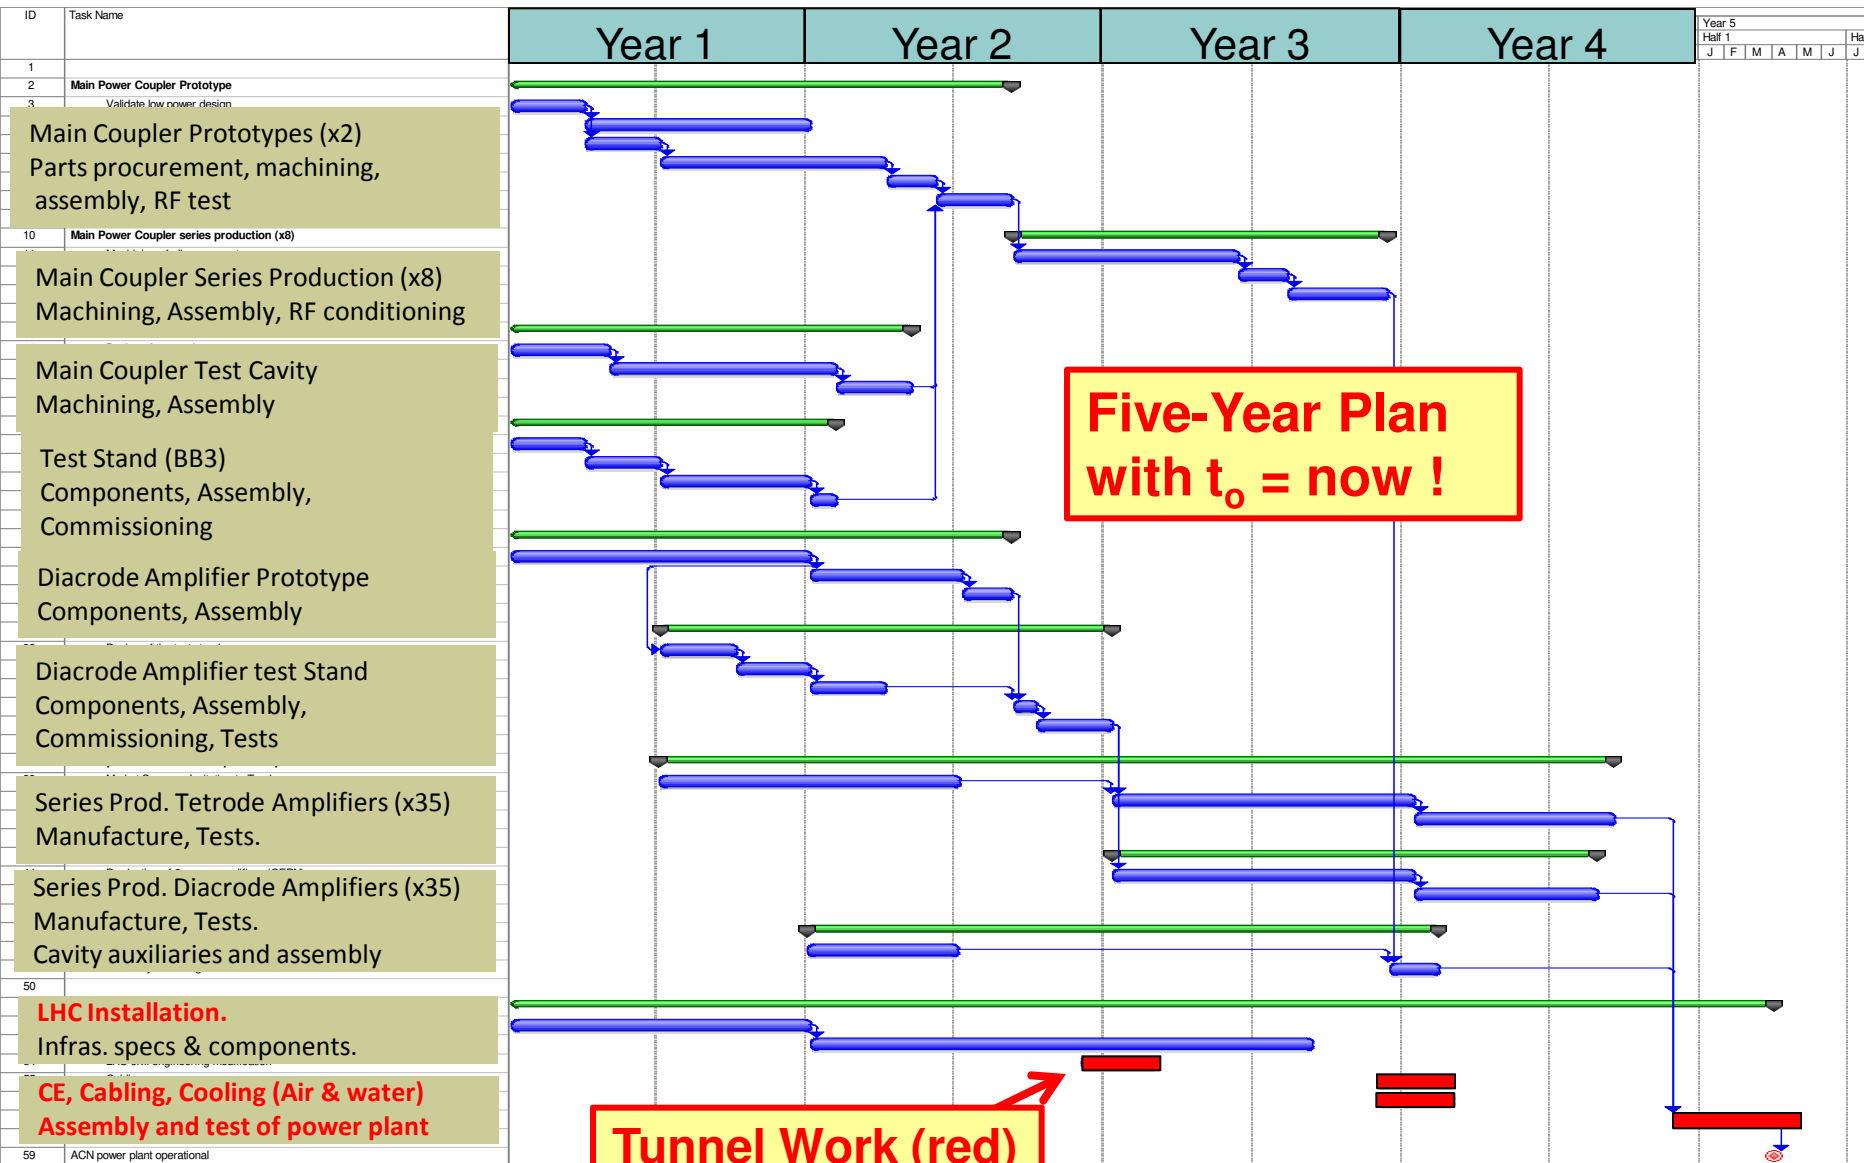 ID Task Name
Year 1 Year 2 Year 3 Year 4
Year 5
Half 1 Ha
J F M A M J J
1
2 Main Power Coupler Prototype
3 Validate low power design
Main Coupler Prototypes (x2)
Parts procurement, machining,
assembly, RF test
10 Main Power Coupler series production (x8)
Main Coupler Series Production (x8)
Machining, Assembly, RF conditioning
Main Coupler Test Cavity
Machining, Assembly
Test Stand (BB3)
Components, Assembly,
Commissioning
Five-Year Plan
with to = now !
Diacrode Amplifier Prototype
Components, Assembly
Diacrode Amplifier test Stand
Components, Assembly,
Commissioning, Tests
Series Prod. Tetrode Amplifiers (x35)
Manufacture, Tests.
Series Prod. Diacrode Amplifiers (x35)
Manufacture, Tests.
Cavity auxiliaries and assembly
50
LHC Installation.
Infras. specs & components.
CE, Cabling, Cooling (Air & water)
Assembly and test of power plant
Tunnel Work (red)
59 ACN power plant operational